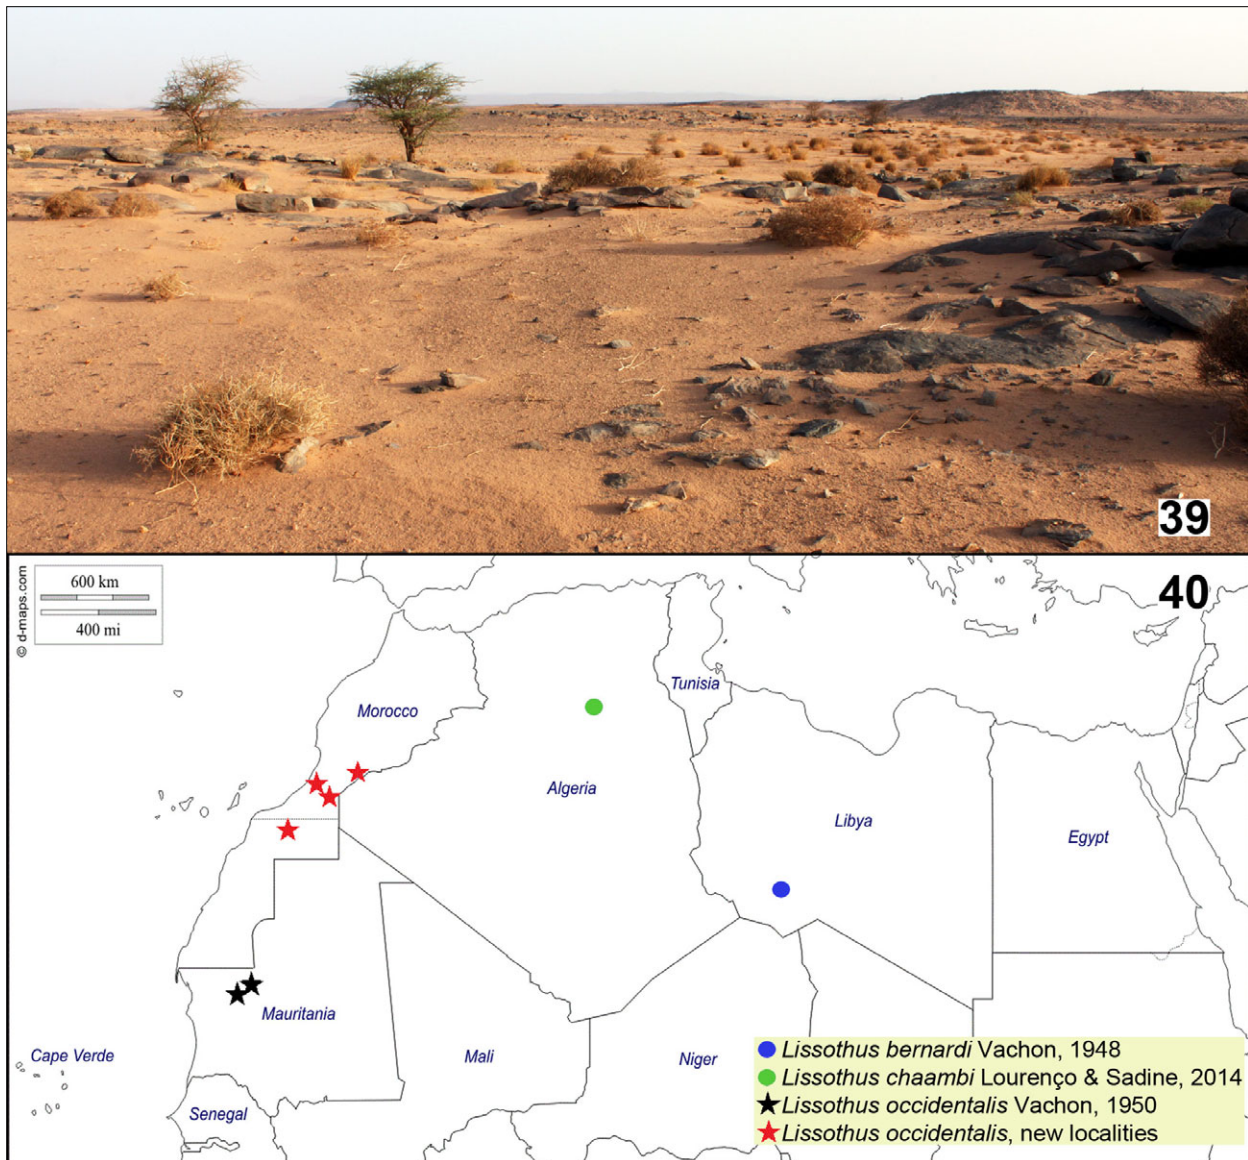 39
40
© d-maps.com
600 km
400 mi
Tunisia
Morocco
Algeria
Libya
Egypt
Mauritania
Cape Verde
Mali
Niger
Senegal
Lissothus bernardi Vachon, 1948
Lissothus chaambi Lourenço & Sadine, 2014
Lissothus occidentalis Vachon, 1950
Lissothus occidentalis, new localities